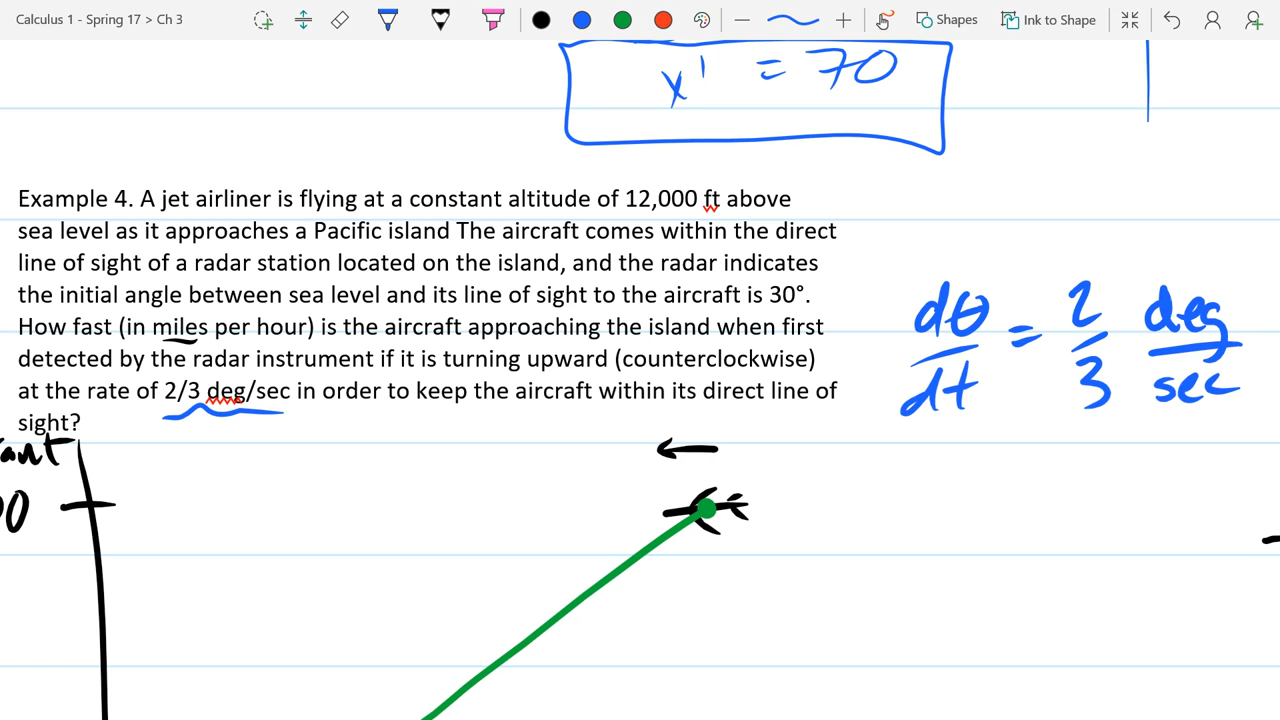 Calculus 1 - Spring 17 > Ch 3
Shapes
Ink to Shape
x' = 70
Example 4. A jet airliner is flying at a constant altitude of 12,000 ft above
sea level as it approaches a Pacific island The aircraft comes within the direct
line of sight of a radar station located on the island, and the radar indicates
the initial angle between sea level and its line of sight to the aircraft is 30°.
How fast (in miles per hour) is the aircraft approaching the island when first
detected by the radar instrument if it is turning upward (counterclockwise)
at the rate of 2/3 deg/sec in order to keep the aircraft within its direct line of
sight?
dθ/dt = 2/3 deg/sec